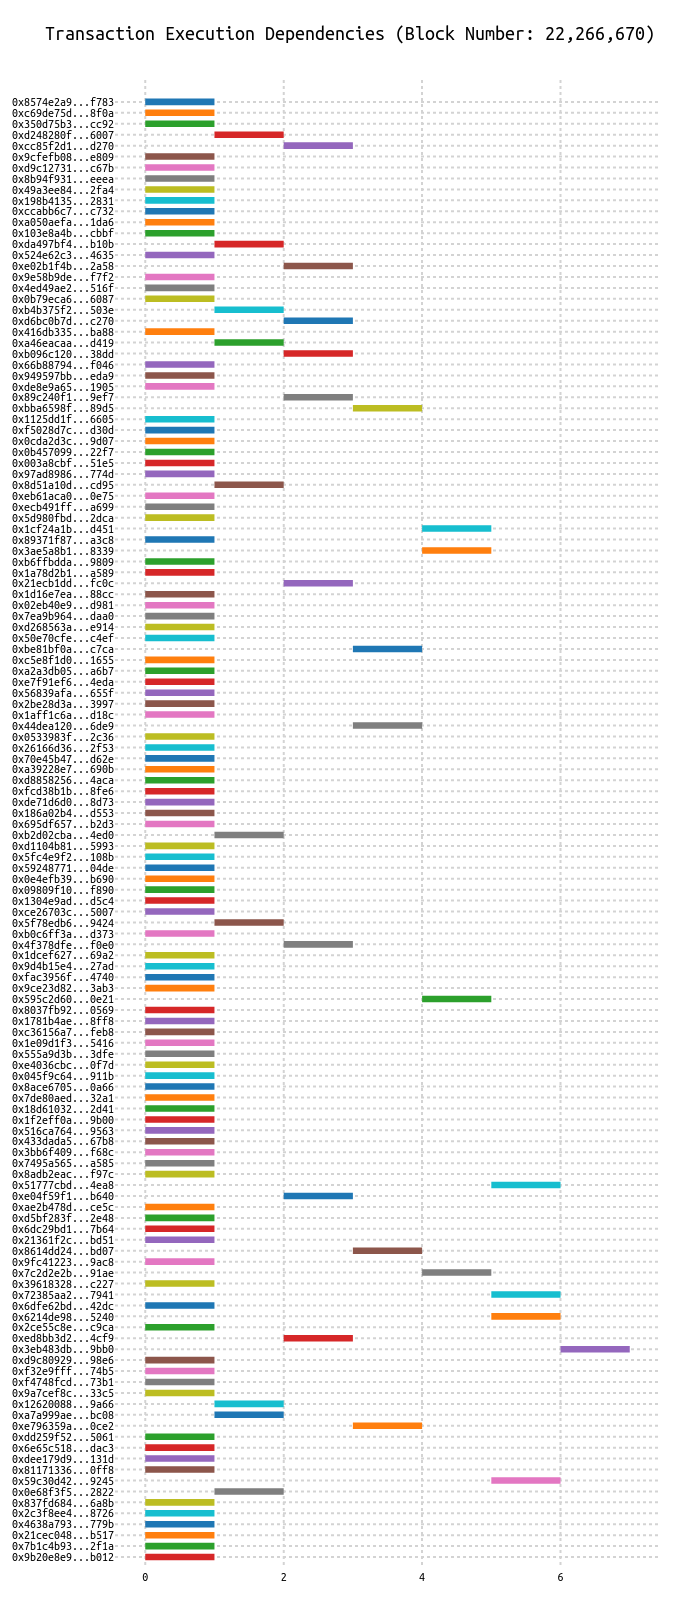 Transaction Execution Dependencies (Block Number: 22,266,670)
0x8574e2a9...f783
0xc69de75d...8f0a
0x350d75b3...cc92
0xd248280f...6007
0xcc85f2d1...d270
0x9cfefb08...e809
0xd9c12731...c67b
0x8b94f931...eeea
0x49a3ee84...2fa4
0x198b4135...2831
0xccabb6c7...c732
0xa050aefa...1da6
0x103e8a4b...cbbf
0xda497bf4...b10b
0x524e62c3...4635
0xe02b1f4b...2a58
0x9e58b9de...f7f2
0x4ed49ae2...516f
0x0b79eca6...6087
0xb4b375f2...503e
0xd6bc0b7d...c270
0x416db335...ba88
0xa46eacaa...d419
0xb096c120...38dd
0x66b88794...f046
0x949597bb...eda9
0xde8e9a65...1905
0x89c240f1...9ef7
0xbba6598f...89d5
0x1125dd1f...6605
0xf5028d7c...d30d
0x0cda2d3c...9d07
0x0b457099...22f7
0x003a8cbf...51e5
0x97ad8986...774d
0x8d51a10d...cd95
0xeb61aca0...0e75
0xecb491ff...a699
0x5d980fbd...2dca
0x1cf24a1b...d451
0x89371f87...a3c8
0x3ae5a8b1...8339
0xb6ffbdda...9809
0x1a78d2b1...a589
0x21ecb1dd...fc0c
0x1d16e7ea...88cc
0x02eb40e9...d981
0x7ea9b964...daa0
0xd268563a...e914
0x50e70cfe...c4ef
0xbe81bf0a...c7ca
0xc5e8f1d0...1655
0xa2a3db05...a6b7
0xe7f91ef6...4eda
0x56839afa...655f
0x2be28d3a...3997
0x1aff1c6a...d18c
0x44dea120...6de9
0x0533983f...2c36
0x26166d36...2f53
0x70e45b47...d62e
0xa39228e7...690b
0xd8858256...4aca
0xfcd38b1b...8fe6
0xde71d6d0...8d73
0x186a02b4...d553
0x695df657...b2d3
0xb2d02cba...4ed0
0xd1104b81...5993
0x5fc4e9f2...108b
0x59248771...04de
0x0e4efb39...b690
0x09809f10...f890
0x1304e9ad...d5c4
0xce26703c...5007
0x5f78edb6...9424
0xb0c6ff3a...d373
0x4f378dfe...f0e0
0x1dcef627...69a2
0x9d4b15e4...27ad
0xfac3956f...4740
0x9ce23d82...3ab3
0x595c2d60...0e21
0x8037fb92...0569
0x1781b4ae...8ff8
0xc36156a7...feb8
0x1e09d1f3...5416
0x555a9d3b...3dfe
0xe4036cbc...0f7d
0x045f9c64...911b
0x8ace6705...0a66
0x7de80aed...32a1
0x18d61032...2d41
0x1f2eff0a...9b00
0x516ca764...9563
0x433dada5...67b8
0x3bb6f409...f68c
0x7495a565...a585
0x8adb2eac...f97c
0x51777cbd...4ea8
0xe04f59f1...b640
0xae2b478d...ce5c
0xd5bf283f...2e48
0x6dc29bd1...7b64
0x21361f2c...bd51
0x8614dd24...bd07
0x9fc41223...9ac8
0x7c2d2e2b...91ae
0x39618328...c227
0x72385aa2...7941
0x6dfe62bd...42dc
0x6214de98...5240
0x2ce55c8e...c9ca
0xed8bb3d2...4cf9
0x3eb483db...9bb0
0xd9c80929...98e6
0xf32e9fff...74b5
0xf4748fcd...73b1
0x9a7cef8c...33c5
0x12620088...9a66
0xa7a999ae...bc08
0xe796359a...0ce2
0xdd259f52...5061
0x6e65c518...dac3
0xdee179d9...131d
0x81171336...0ff8
0x59c30d42...9245
0x0e68f3f5...2822
0x837fd684...6a8b
0x2c3f8ee4...8726
0x4638a793...779b
0x21cec048...b517
0x7b1c4b93...2f1a
0x9b20e8e9...b012
0 2 4 6